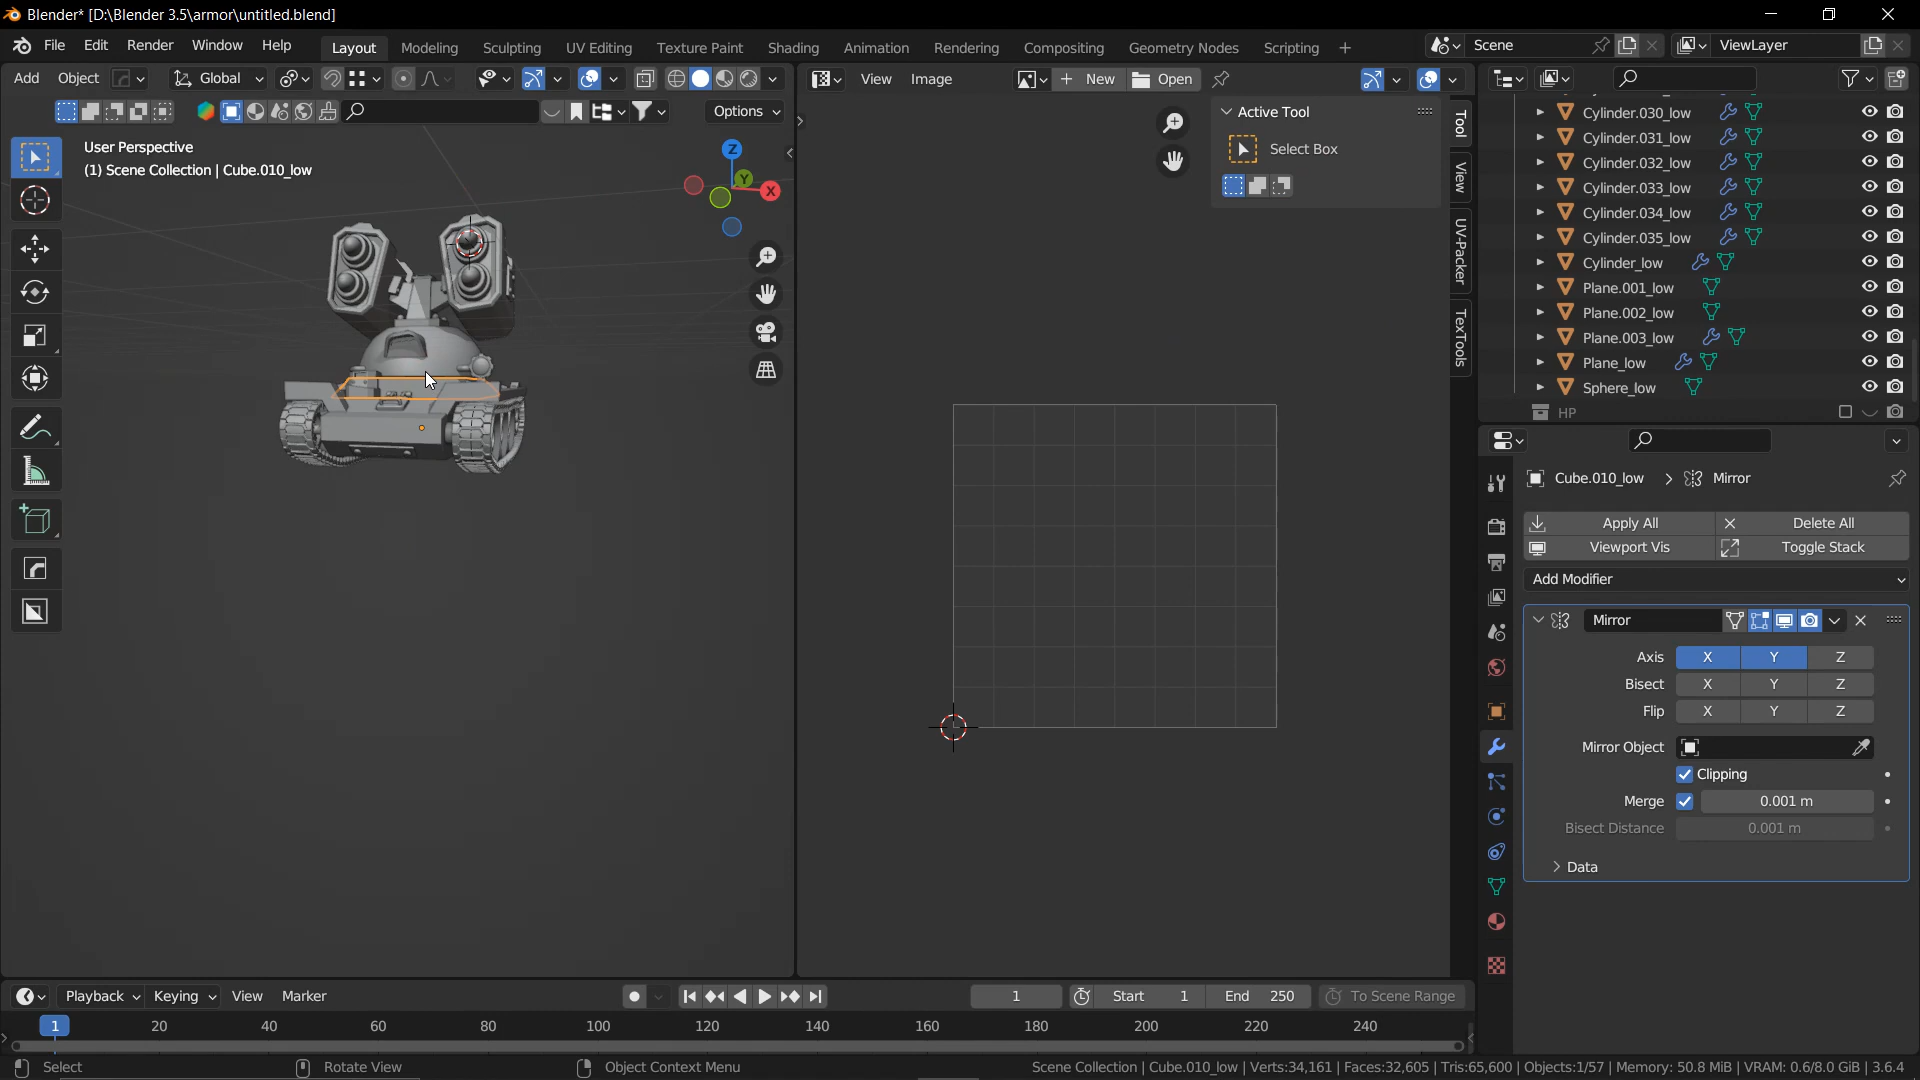 Blender* [D:\Blender 3.5\armor\untitled.blend]
File Edit Render Window Help Layout Modeling Sculpting UV Editing Texture Paint Shading Animation Rendering Compositing Geometry Nodes Scripting + Scene ViewLayer
Add Object Global View Image + New Open
Options
User Perspective
(1) Scene Collection | Cube.010_low
Z
Y
X
Active Tool
Select Box
Tool
View
UV-Packer
TexTools
Cylinder.030_low
Cylinder.031_low
Cylinder.032_low
Cylinder.033_low
Cylinder.034_low
Cylinder.035_low
Cylinder_low
Plane.001_low
Plane.002_low
Plane.003_low
Plane_low
Sphere_low
HP
Cube.010_low > Mirror
Apply All Delete All
Viewport Vis Toggle Stack
Add Modifier
Mirror
Axis X Y Z
Bisect X Y Z
Flip X Y Z
Mirror Object
Clipping
Merge 0.001 m
Bisect Distance 0.001 m
Data
Playback Keying View Marker 1 Start 1 End 250 To Scene Range
1 20 40 60 80 100 120 140 160 180 200 220 240
Select Rotate View Object Context Menu Scene Collection | Cube.010_low | Verts:34,161 | Faces:32,605 | Tris:65,600 | Objects:1/57 | Memory: 50.8 MiB | VRAM: 0.6/8.0 GiB | 3.6.4